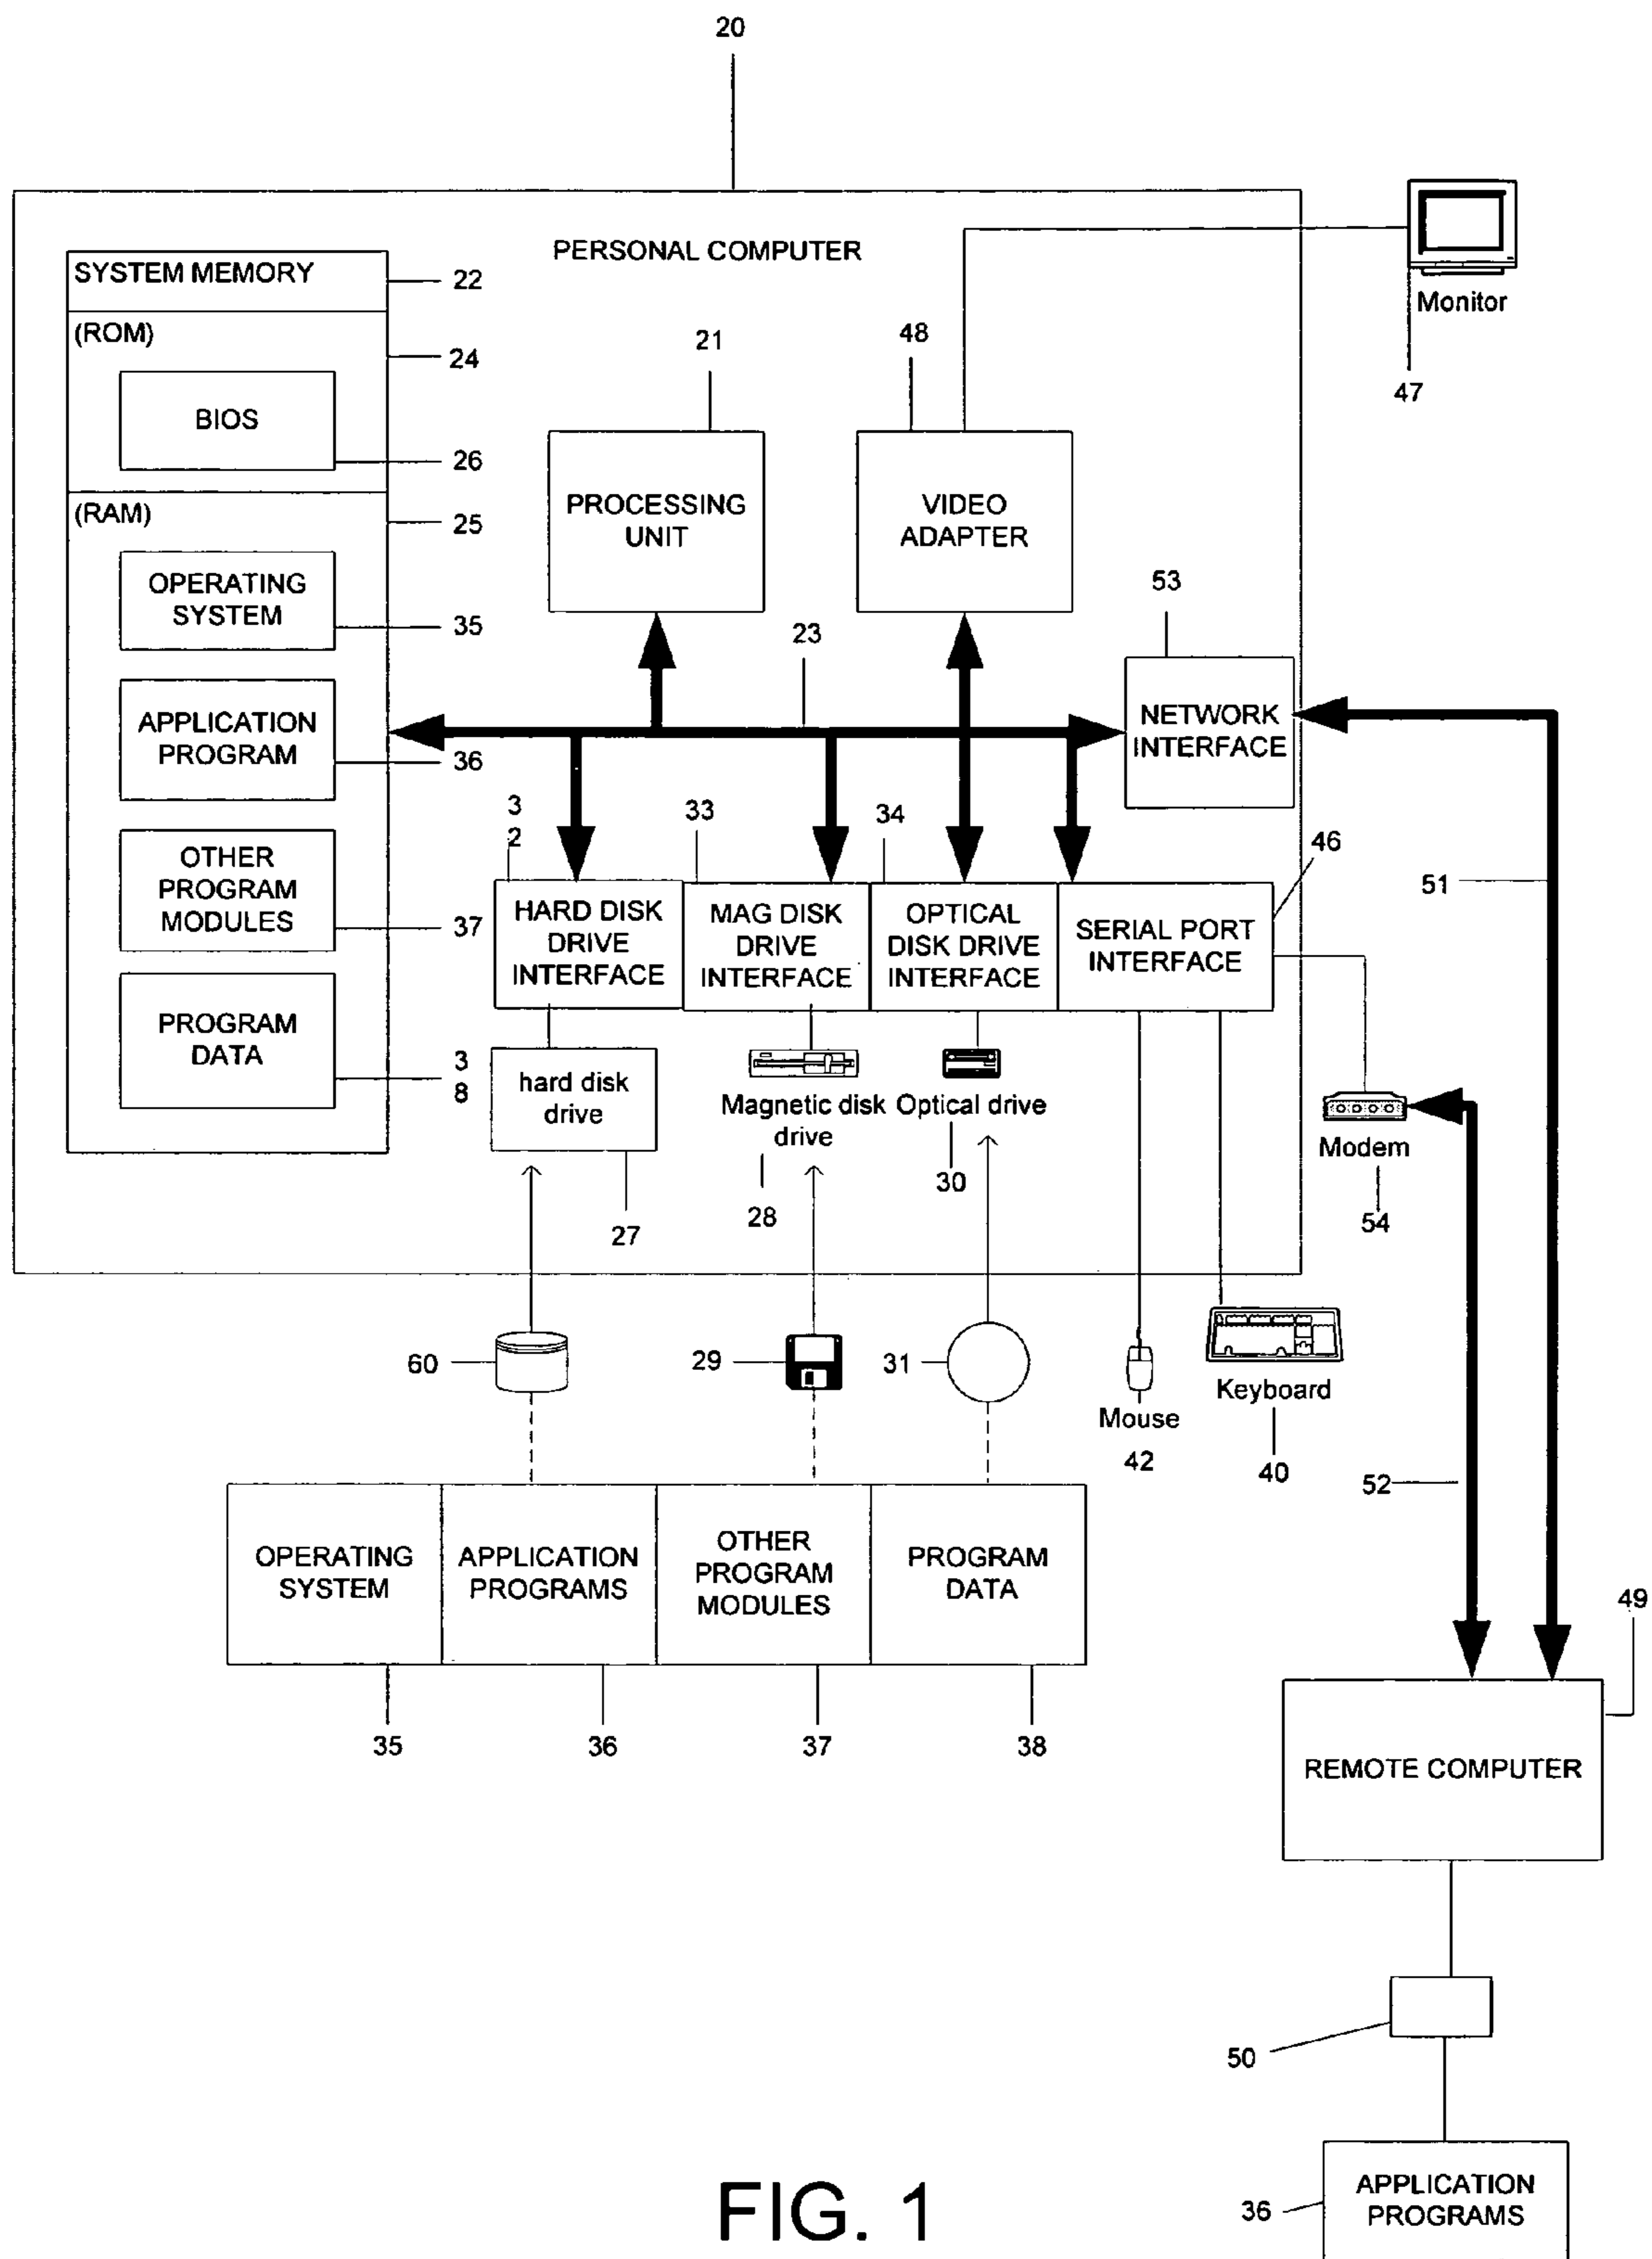 20
PERSONAL COMPUTER
SYSTEM MEMORY
22
(ROM)
24
BIOS
26
(RAM)
25
OPERATING
SYSTEM
35
APPLICATION
PROGRAM
36
OTHER
PROGRAM
MODULES
37
PROGRAM
DATA
3
8
21
PROCESSING
UNIT
48
VIDEO
ADAPTER
Monitor
47
23
53
NETWORK
INTERFACE
3
2
HARD DISK
DRIVE
INTERFACE
33
MAG DISK
DRIVE
INTERFACE
34
OPTICAL
DISK DRIVE
INTERFACE
46
SERIAL PORT
INTERFACE
51
hard disk
drive
27
Magnetic disk
drive
28
Optical drive
30
Modem
54
60
29
31
Mouse
42
Keyboard
40
52
OPERATING
SYSTEM
APPLICATION
PROGRAMS
OTHER
PROGRAM
MODULES
PROGRAM
DATA
35
36
37
38
49
REMOTE COMPUTER
50
36
APPLICATION
PROGRAMS
FIG. 1